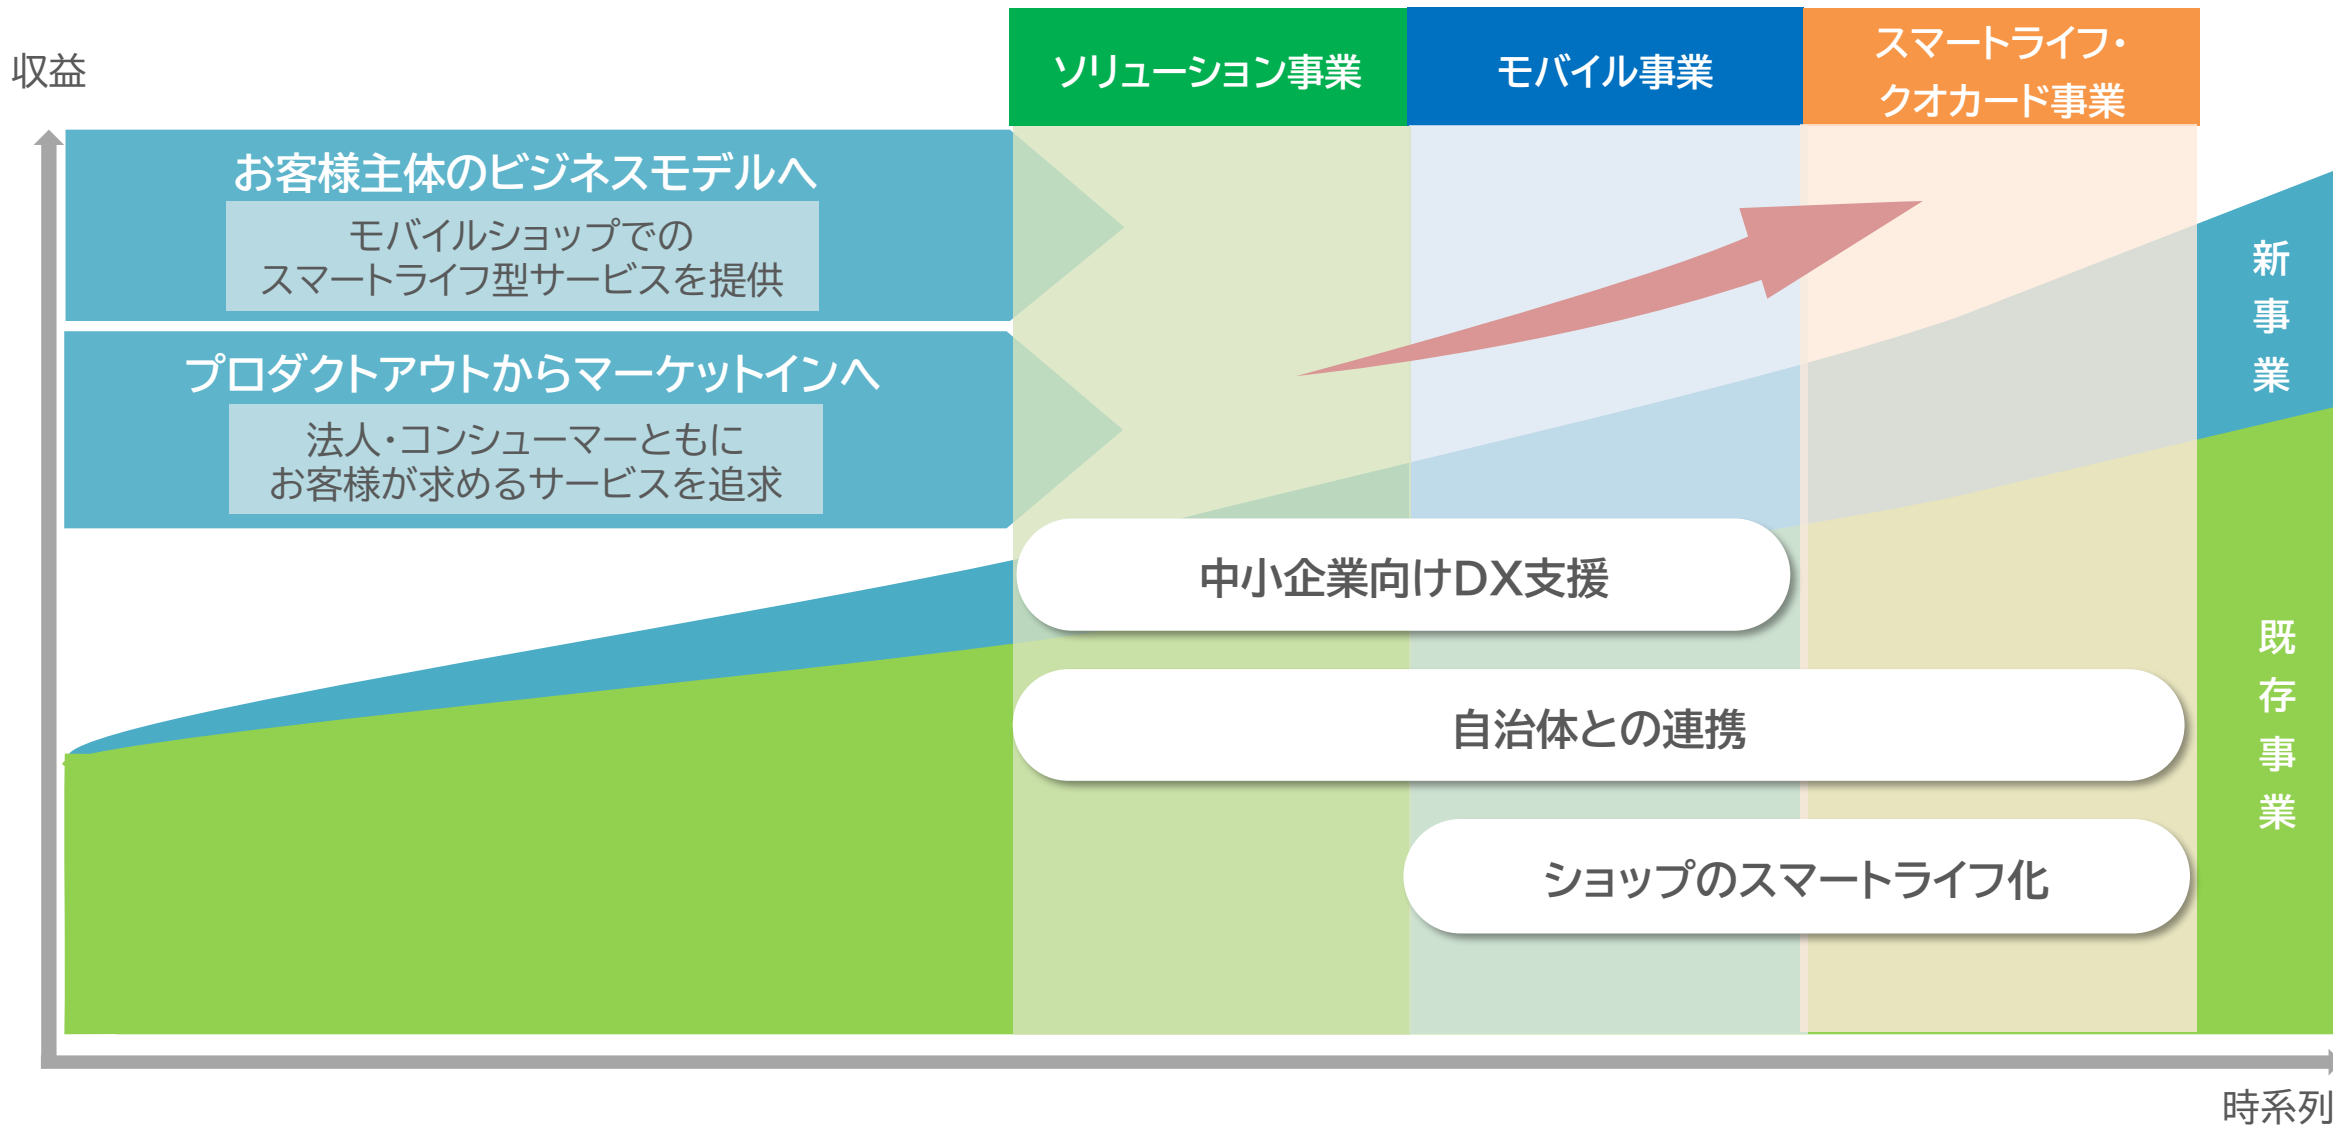 収益
ソリューション事業
モバイル事業
スマートライフ・
クオカード事業
お客様主体のビジネスモデルへ
モバイルショップでの
スマートライフ型サービスを提供
プロダクトアウトからマーケットインへ
法人・コンシューマーともに
お客様が求めるサービスを追求
新事業
中小企業向けDX支援
自治体との連携
ショップのスマートライフ化
既存事業
時系列